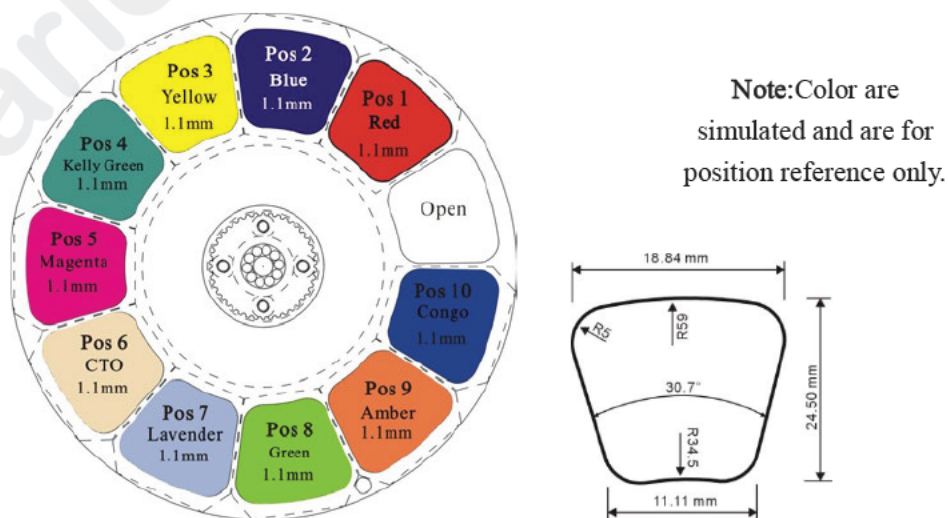 Pos 1
Red
1.1mm
Pos 2
Blue
1.1mm
Pos 3
Yellow
1.1mm
Pos 4
Kelly Green
1.1mm
Pos 5
Magenta
1.1mm
Pos 6
CTO
1.1mm
Pos 7
Lavender
1.1mm
Pos 8
Green
1.1mm
Pos 9
Amber
1.1mm
Pos 10
Congo
1.1mm
Open
Note:Color are
simulated and are for
position reference only.
18.84 mm
R5
R59
30.7°
24.50 mm
R34.5
11.11 mm